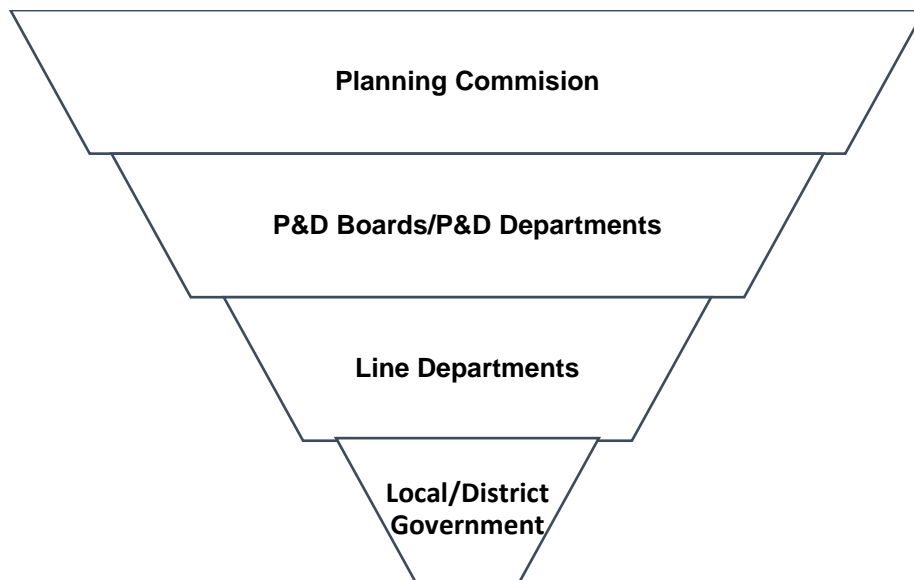 Planning Commision
P&D Boards/P&D Departments
Line Departments
Local/District
Government